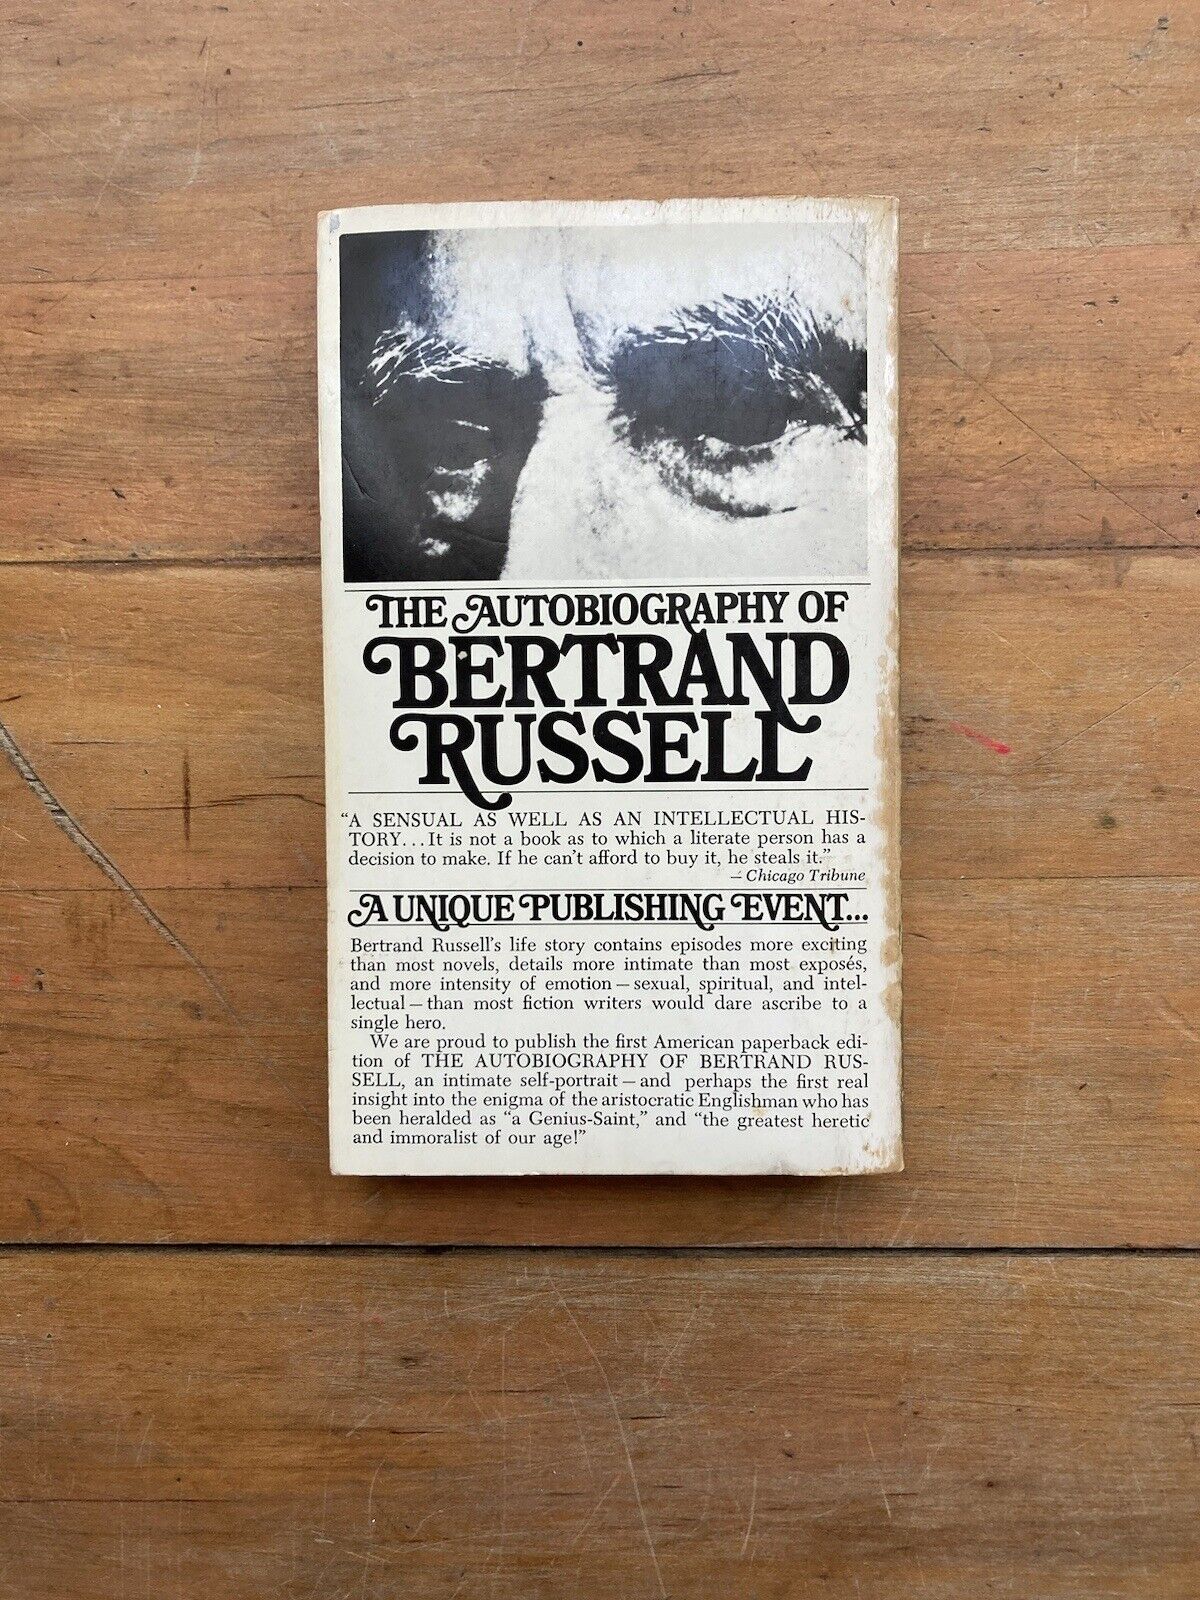 THE AUTOBIOGRAPHY OF
BERTRAND
RUSSELL
"A SENSUAL AS WELL AS AN INTELLECTUAL HIS-
TORY...It is not a book as to which a literate person has a
decision to make. If he can't afford to buy it, he steals it."
—Chicago Tribune
A UNIQUE PUBLISHING EVENT...
Bertrand Russell's life story contains episodes more exciting
than most novels, details more intimate than most exposés,
and more intensity of emotion—sexual, spiritual, and intel-
lectual—than most fiction writers would dare ascribe to a
single hero.
We are proud to publish the first American paperback edi-
tion of THE AUTOBIOGRAPHY OF BERTRAND RUS-
SELL, an intimate self-portrait—and perhaps the first real
insight into the enigma of the aristocratic Englishman who has
been heralded as "a Genius-Saint," and "the greatest heretic
and immoralist of our age!"